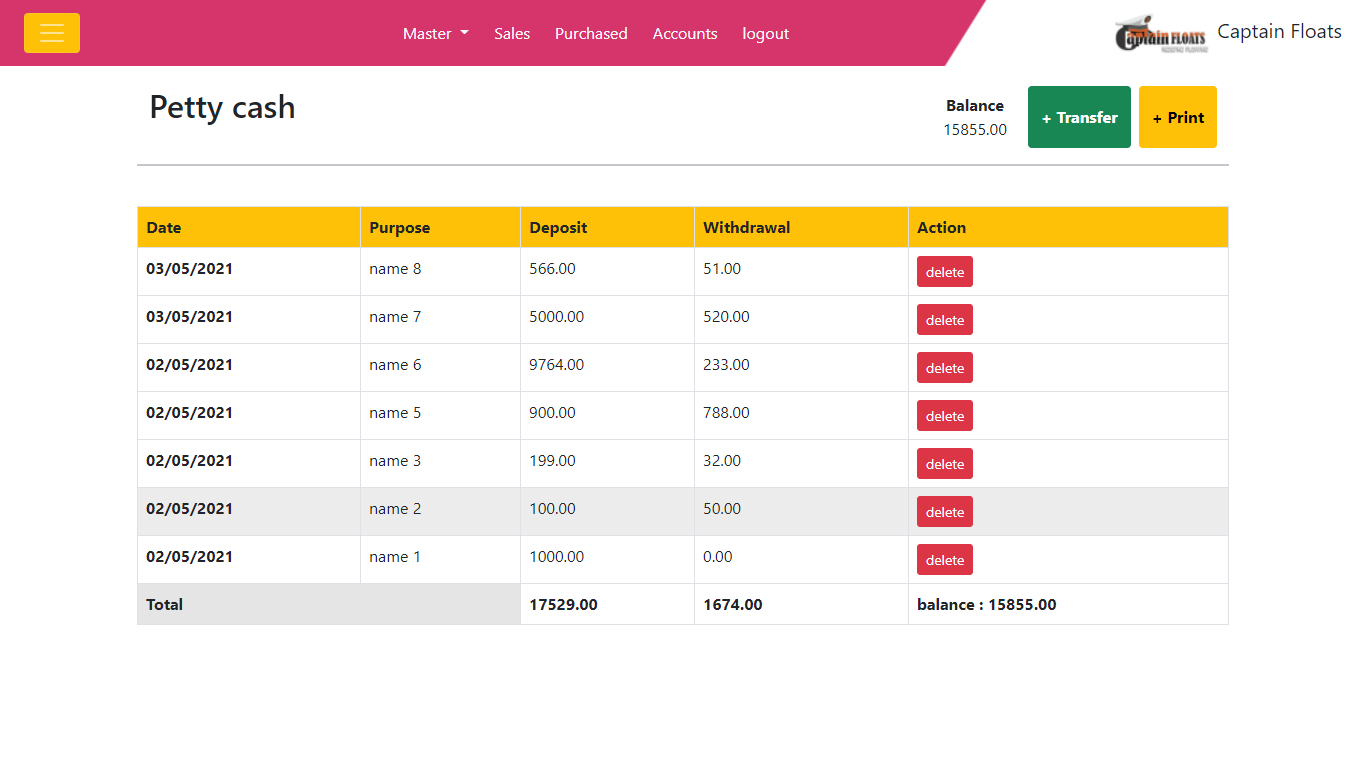 Master Sales Purchased Accounts logout
Captain FLOATS
Captain Floats
Petty cash
Balance
15855.00
+ Transfer
+ Print
Date Purpose Deposit Withdrawal Action
03/05/2021 name 8 566.00 51.00 delete
03/05/2021 name 7 5000.00 520.00 delete
02/05/2021 name 6 9764.00 233.00 delete
02/05/2021 name 5 900.00 788.00 delete
02/05/2021 name 3 199.00 32.00 delete
02/05/2021 name 2 100.00 50.00 delete
02/05/2021 name 1 1000.00 0.00 delete
Total 17529.00 1674.00 balance : 15855.00